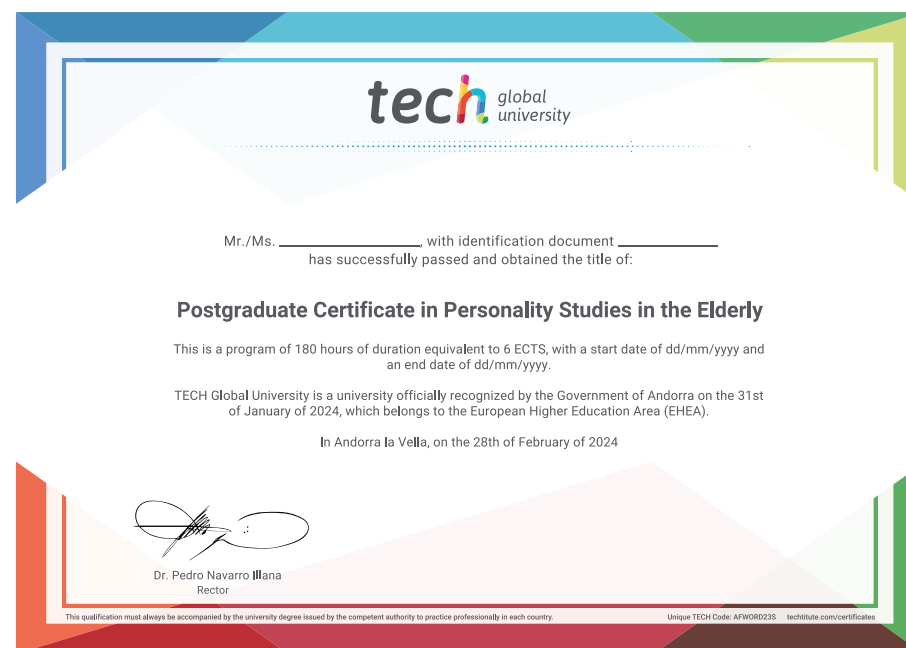 tech global university
Mr./Ms. ____________________, with identification document ______________
has successfully passed and obtained the title of:
Postgraduate Certificate in Personality Studies in the Elderly
This is a program of 180 hours of duration equivalent to 6 ECTS, with a start date of dd/mm/yyyy and
an end date of dd/mm/yyyy.
TECH Global University is a university officially recognized by the Government of Andorra on the 31st
of January of 2024, which belongs to the European Higher Education Area (EHEA).
In Andorra la Vella, on the 28th of February of 2024
Dr. Pedro Navarro Illana
Rector
This qualification must always be accompanied by the university degree issued by the competent authority to practice professionally in each country.
Unique TECH Code: AFWORD23S techtitute.com/certificates